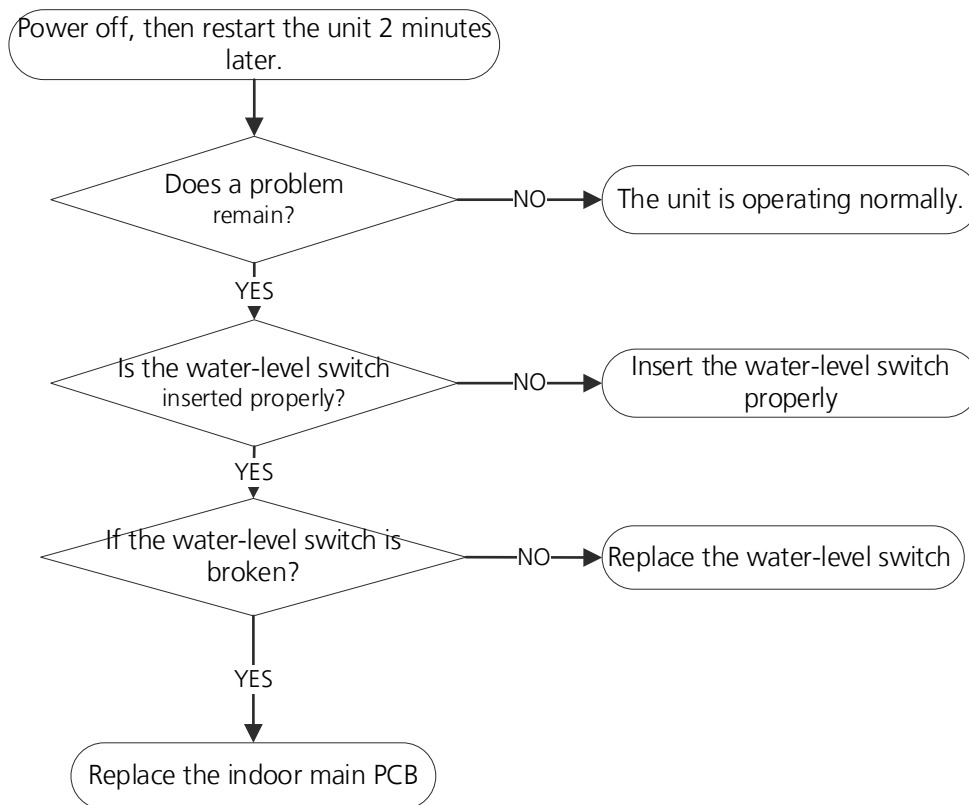 Power off, then restart the unit 2 minutes
later.
Does a problem
remain?
NO
The unit is operating normally.
YES
Is the water-level switch
inserted properly?
NO
Insert the water-level switch
properly
YES
If the water-level switch is
broken?
NO
Replace the water-level switch
YES
Replace the indoor main PCB